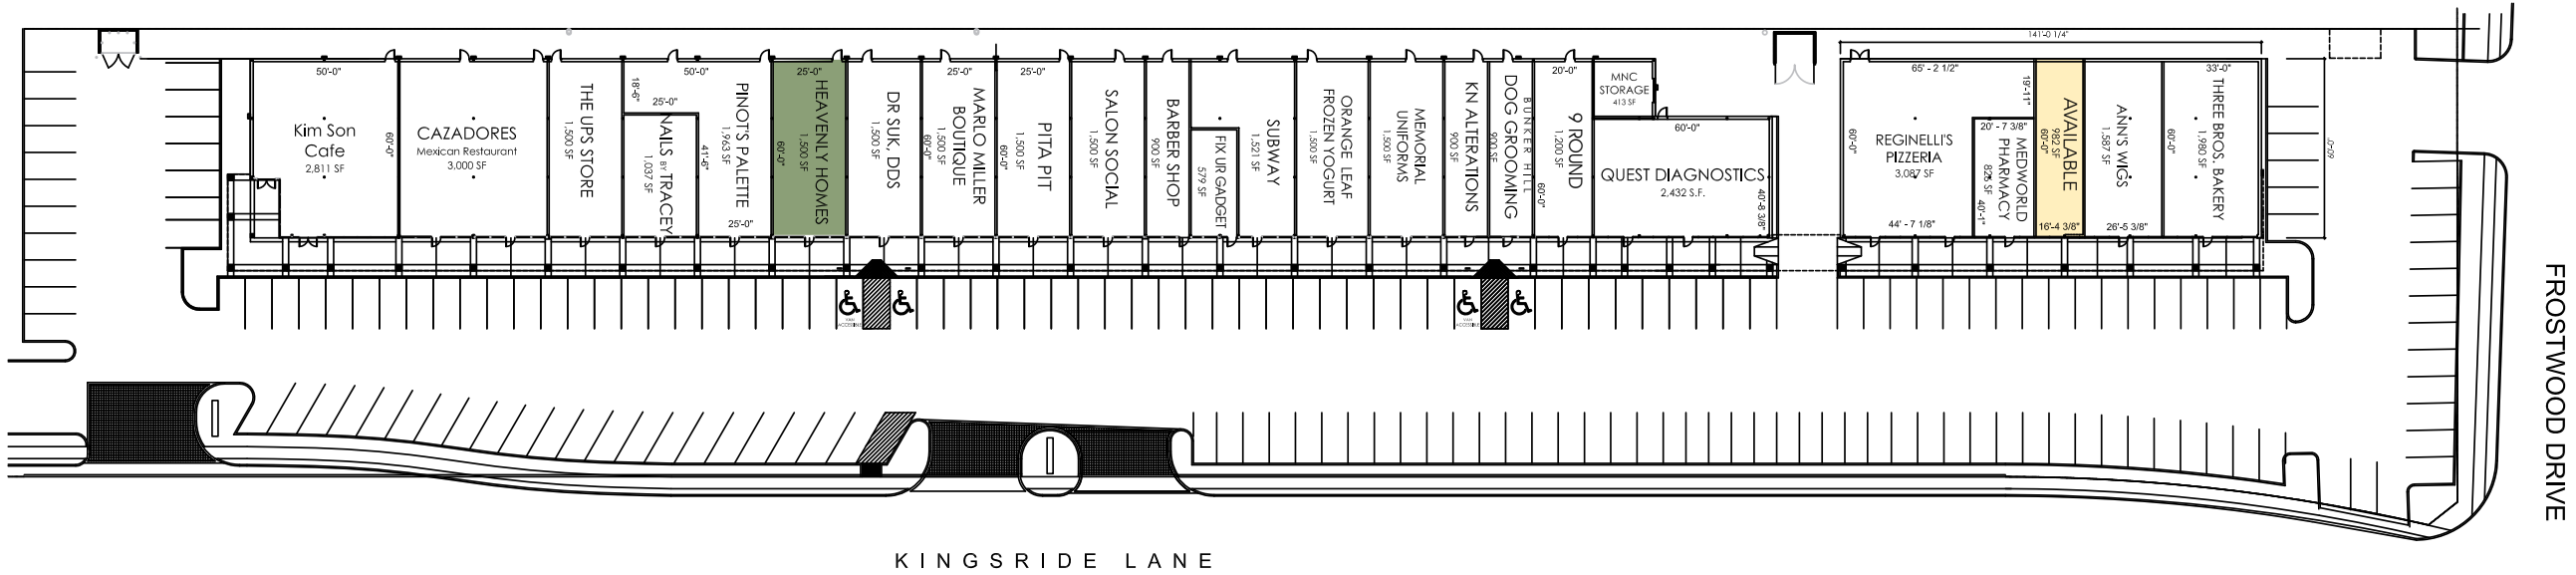 50'-0"
Kim Son
Cafe
2,811 SF
60'-0"
CAZADORES
Mexican Restaurant
3,000 SF
THE UPS STORE
1,500 SF
50'-0"
18'-6"
25'-0"
NAILS BY TRACEY
1,037 SF
41'-6"
PINOT'S PALETTE
1,963 SF
25'-0"
25'-0"
HEAVENLY HOMES
1,500 SF
60'-0"
DR SUK, DDS
1,500 SF
25'-0"
MARLO MILLER
BOUTIQUE
1,500 SF
60'-0"
25'-0"
PITA PIT
1,500 SF
60'-0"
SALON SOCIAL
1,500 SF
BARBER SHOP
900 SF
FIX UR GADGET
579 SF
SUBWAY
1,521 SF
ORANGE LEAF
FROZEN YOGURT
1,500 SF
MEMORIAL
UNIFORMS
1,500 SF
KN ALTERATIONS
900 SF
BUNKER HILL
DOG GROOMING
900 SF
20'-0"
9 ROUND
1,200 SF
60'-0"
MNC
STORAGE
413 SF
60'-0"
QUEST DIAGNOSTICS
2,432 S.F.
40'-8 3/8"
141'-0 1/4"
65' - 2 1/2"
60'-0"
REGINELLI'S
PIZZERIA
3,087 SF
44' - 7 1/8"
19'-11"
20' - 7 3/8"
MEDWORLD
PHARMACY
40'-1"
AVAILABLE
982 SF
60'-0"
16'-4 3/8"
ANN'S WIGS
1,587 SF
26'-5 3/8"
60'-0"
33'-0"
THREE BROS. BAKERY
1,980 SF
60'-0"
FROSTWOOD DRIVE
KINGSRIDE LANE